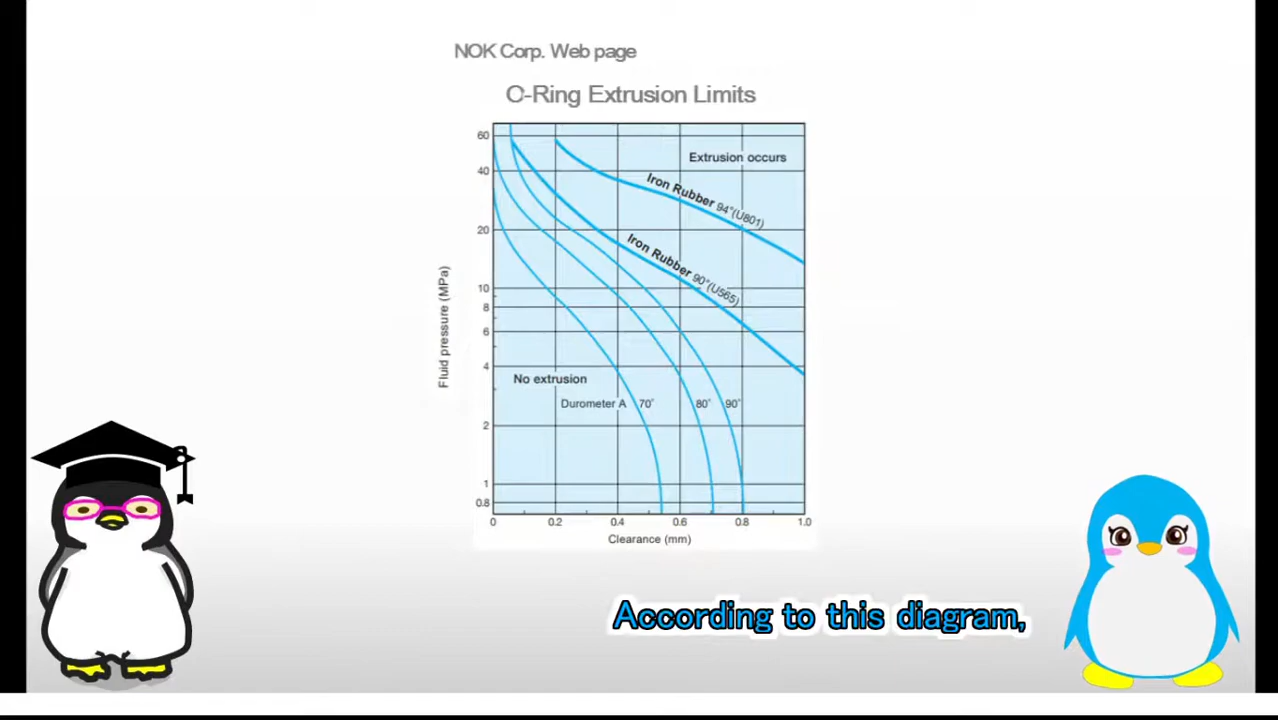 NOK Corp. Web page
O-Ring Extrusion Limits
60
40
20
10
8
6
4
2
1
0.8
Fluid pressure (MPa)
Extrusion occurs
Iron Rubber 94°(U801)
Iron Rubber 90°(U565)
No extrusion
Durometer A 70° 80° 90°
0 0.2 0.4 0.6 0.8 1.0
Clearance (mm)
According to this diagram,